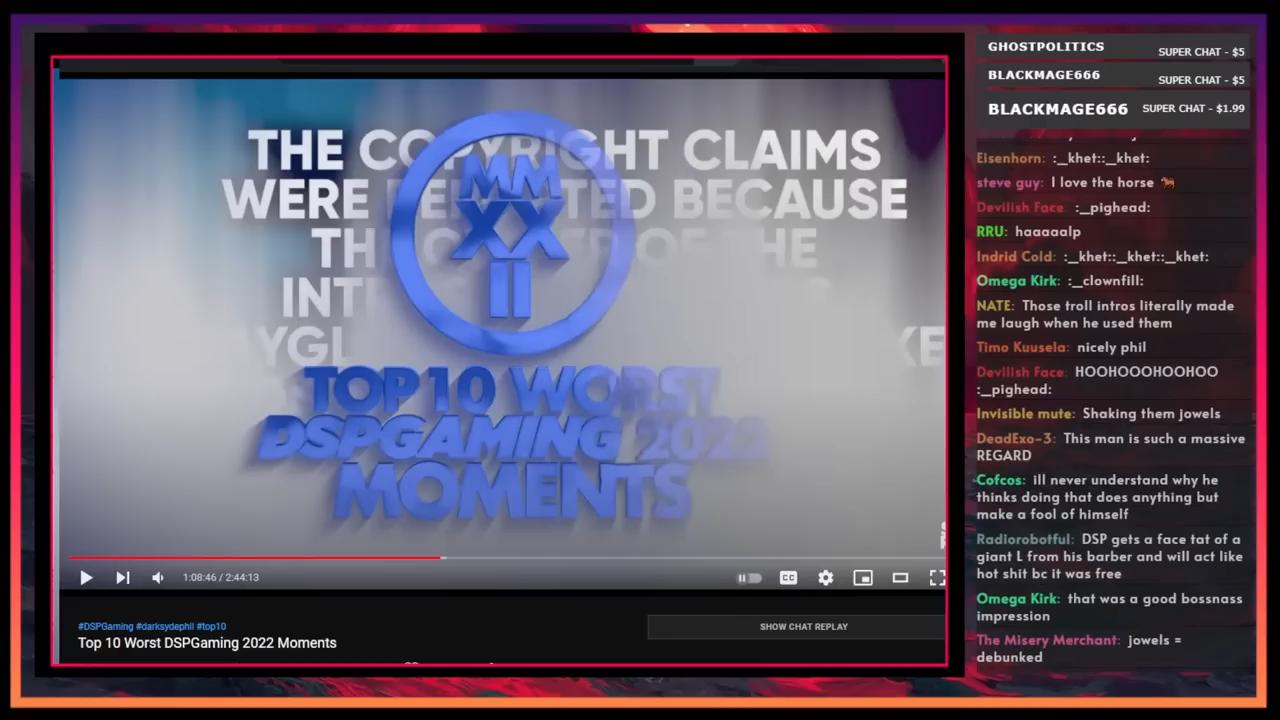 THE COPYRIGHT CLAIMS
WERE BECAUSE
OF THE
MM
XX
II
TOP 10 WORST
DSPGAMING 2022
MOMENTS
1:08:46 / 2:44:13
CC
#DSPGaming #darksydephil #top10
Top 10 Worst DSPGaming 2022 Moments
SHOW CHAT REPLAY
GHOSTPOLITICS SUPER CHAT - $5
BLACKMAGE666 SUPER CHAT - $5
BLACKMAGE666 SUPER CHAT - $1.99
Eisenhorn: :_khet::_khet:
steve guy: I love the horse 🐎
Devilish Face :_pighead:
RRU: haaaaalp
Indrid Cold: :_khet::_khet::_khet:
Omega Kirk: :_clownfill:
NATE: Those troll intros literally made
me laugh when he used them
Timo Kuusela: nicely phil
Devilish Face: HOOHOOOHOOHOO
:_pighead:
Invisible mute: Shaking them jowels
DeadExo-3: This man is such a massive
REGARD
Cofcos: ill never understand why he
thinks doing that does anything but
make a fool of himself
Radiorobotful: DSP gets a face tat of a
giant L from his barber and will act like
hot shit bc it was free
Omega Kirk: that was a good bossnass
impression
The Misery Merchant: jowels =
debunked